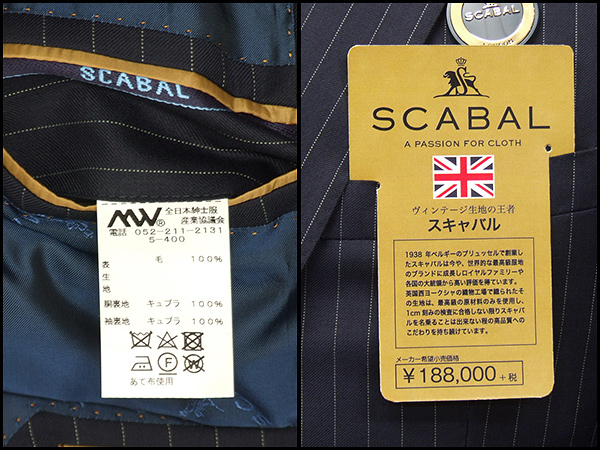 SCABAL
MW®
全日本紳士服
産業協議会
電話 052-211-2131
5-400
表生地 毛 100%
胴裏地 キュプラ 100%
袖裏地 キュプラ 100%
あて布使用
SCABAL
LONDON
SCABAL
A PASSION FOR CLOTH
ヴィンテージ生地の王者
スキャバル
1938 年ベルギーのブリュッセルで創業し
たスキャバルは今や、世界的な最高級服地
のブランドに成長しロイヤルファミリーや
各国の大統領から高い評価を得ています。
英国西ヨークシャの織物工場で織られたそ
の生地は、最高級の原材料のみを使用し、
1cm 刻みの検査に合格しない限りスキャバ
ルを名乗ることは出来ない程の高品質へ
のこだわりを持ち続けています。
メーカー希望小売価格
¥188,000+税